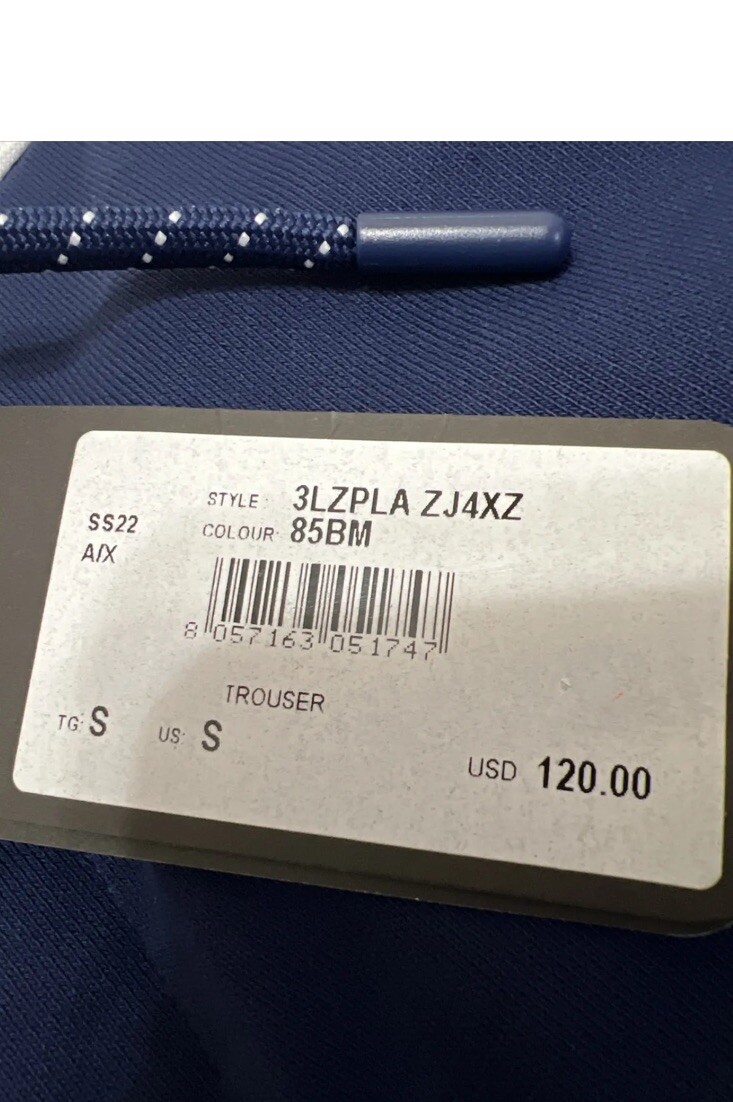 STYLE: 3LZPLA ZJ4XZ
SS22 COLOUR: 85BM
A/X
8 057163 051747
TROUSER
TG: S US: S
USD 120.00